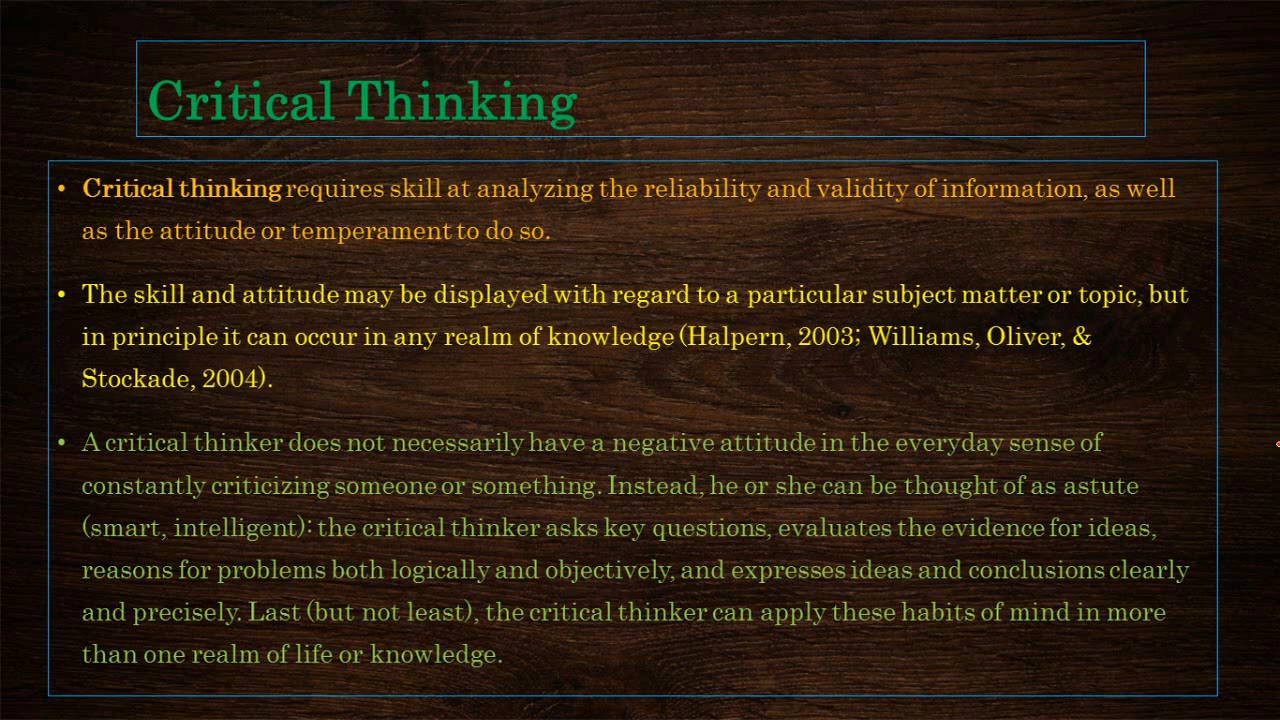 Critical Thinking
• Critical thinking requires skill at analyzing the reliability and validity of information, as well
as the attitude or temperament to do so.
• The skill and attitude may be displayed with regard to a particular subject matter or topic, but
in principle it can occur in any realm of knowledge (Halpern, 2003; Williams, Oliver, &
Stockade, 2004).
• A critical thinker does not necessarily have a negative attitude in the everyday sense of
constantly criticizing someone or something. Instead, he or she can be thought of as astute
(smart, intelligent): the critical thinker asks key questions, evaluates the evidence for ideas,
reasons for problems both logically and objectively, and expresses ideas and conclusions clearly
and precisely. Last (but not least), the critical thinker can apply these habits of mind in more
than one realm of life or knowledge.